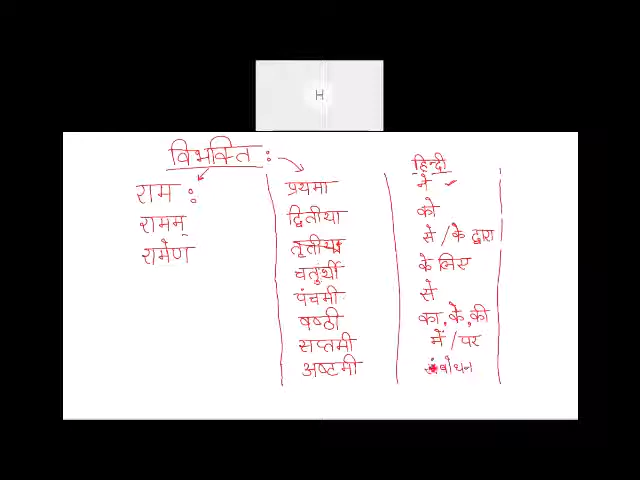 H
विभक्ति :
हिन्दी
राम : प्रथमा ने
रामम् द्वितीया को
रामेण तृतीया से / के द्वारा
चतुर्थी के लिए
पंचमी से
षष्ठी का, के, की
सप्तमी में / पर
अष्टमी संबोधन